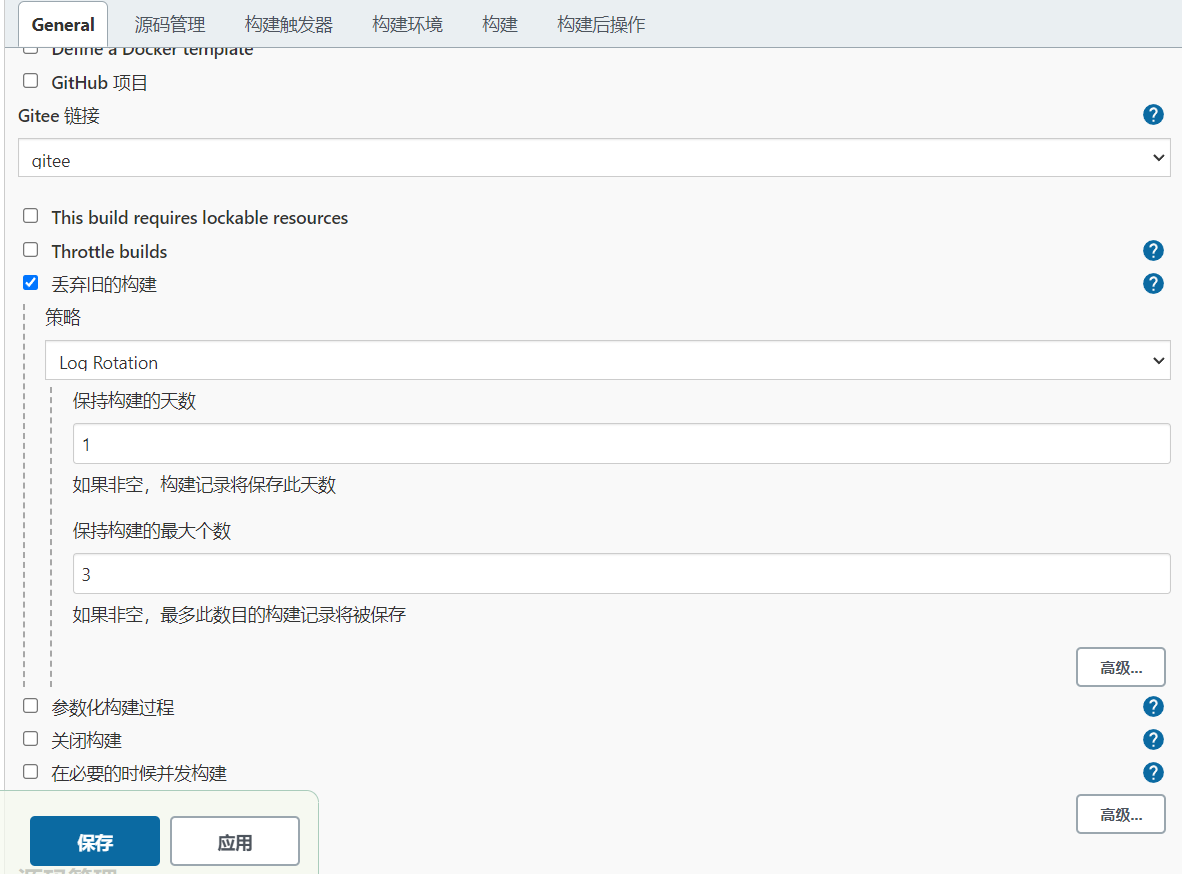 General 源码管理 构建触发器 构建环境 构建 构建后操作
Define a Docker template
GitHub 项目
Gitee 链接
gitee
This build requires lockable resources
Throttle builds
丢弃旧的构建
策略
Log Rotation
保持构建的天数
1
如果非空，构建记录将保存此天数
保持构建的最大个数
3
如果非空，最多此数目的构建记录将被保存
高级...
参数化构建过程
关闭构建
在必要的时候并发构建
高级...
保存 应用
源码管理